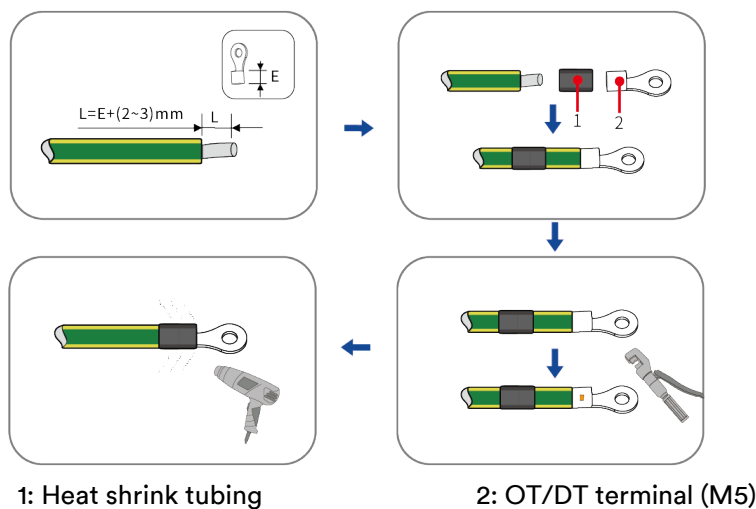 E
L=E+(2~3)mm
L
1
2
1: Heat shrink tubing
2: OT/DT terminal (M5)